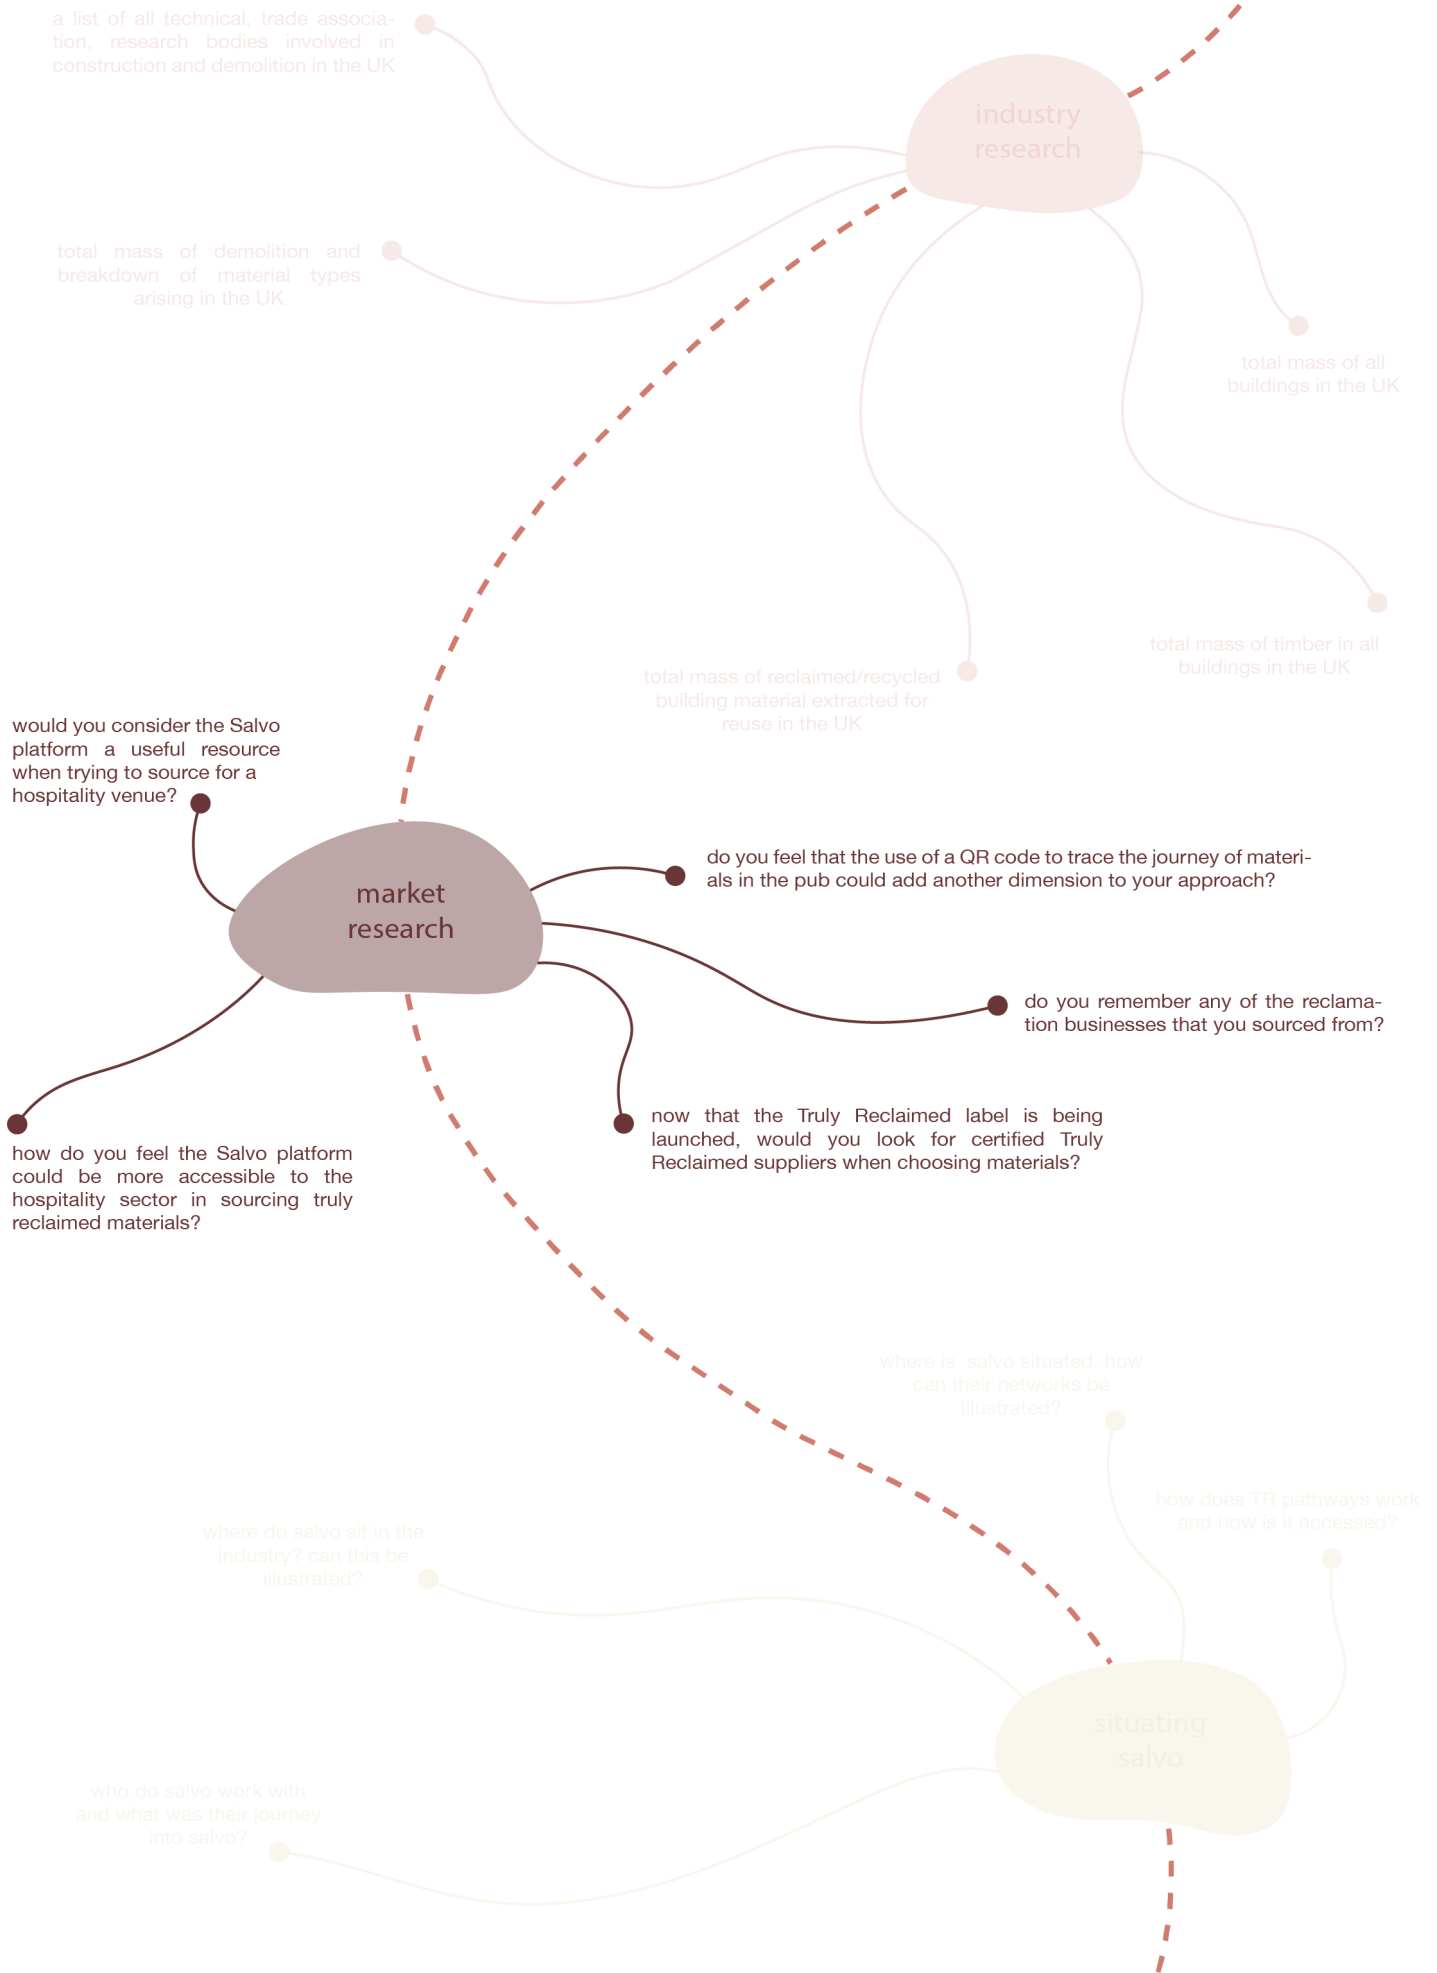 a list of all technical, trade associa-
tion, research bodies involved in
construction and demolition in the UK
industry
research
total mass of demolition and
breakdown of material types
arising in the UK
total mass of all
buildings in the UK
total mass of timber in all
buildings in the UK
total mass of reclaimed/recycled
building material extracted for
reuse in the UK
would you consider the Salvo
platform a useful resource
when trying to source for a
hospitality venue?
market
research
do you feel that the use of a QR code to trace the journey of materi-
als in the pub could add another dimension to your approach?
do you remember any of the reclama-
tion businesses that you sourced from?
now that the Truly Reclaimed label is being
launched, would you look for certified Truly
Reclaimed suppliers when choosing materials?
how do you feel the Salvo platform
could be more accessible to the
hospitality sector in sourcing truly
reclaimed materials?
where is salvo situated, how
can their networks be
illustrated?
how does TR pathways work
and how is it accessed?
where do salvo sit in the
industry? can this be
illustrated?
situating
salvo
who do salvo work with
and what was their journey
into salvo?